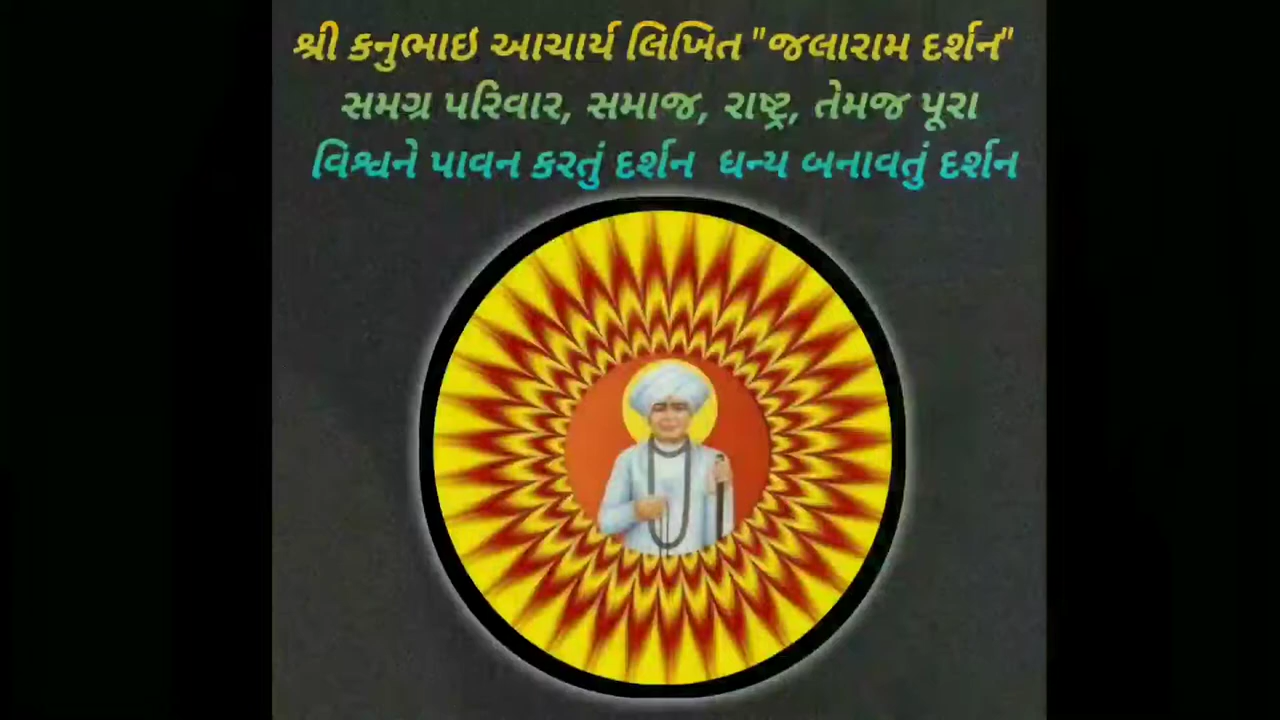 શ્રી કનુભાઇ આચાર્ય લિખિત "જલારામ દર્શન"
સમગ્ર પરિવાર, સમાજ, રાષ્ટ્ર, તેમજ પૂરા
વિશ્વને પાવન કરતું દર્શન ધન્ય બનાવતું દર્શન